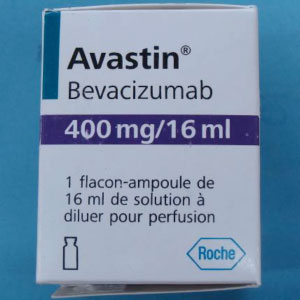 Avastin®
Bevacizumab
400 mg/16 ml
1 flacon-ampoule de
16 ml de solution à
diluer pour perfusion
Roche